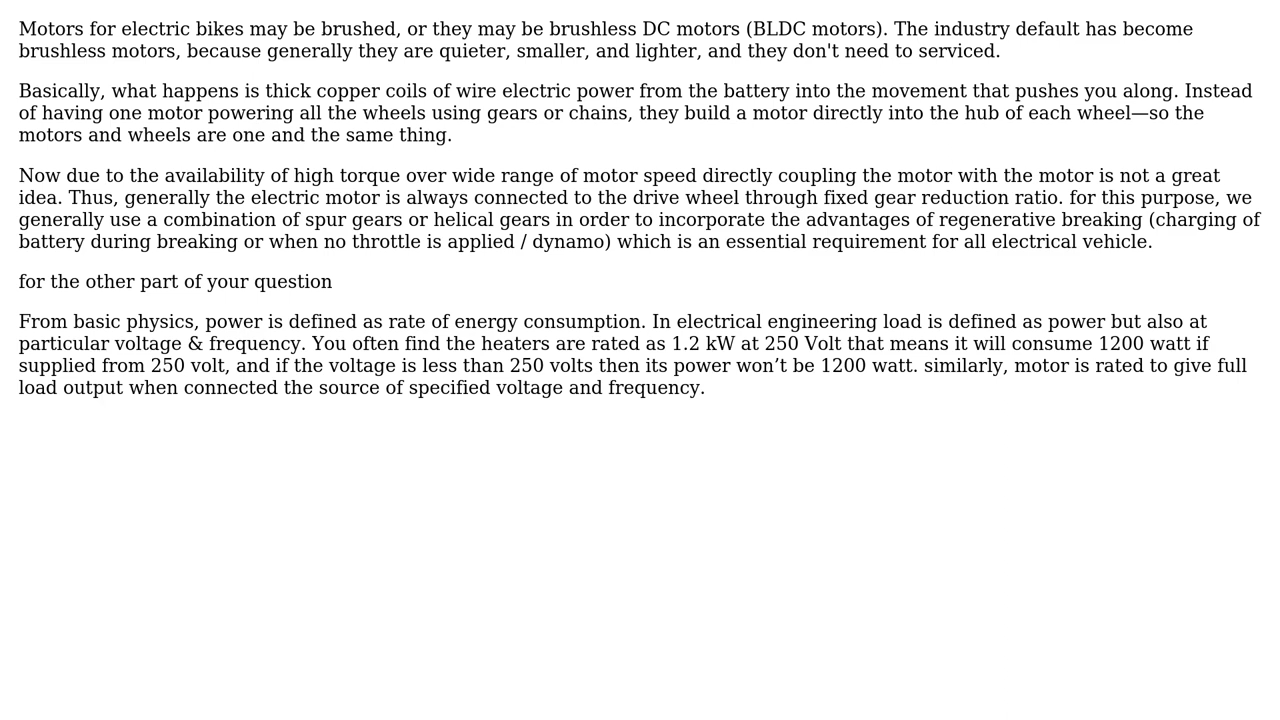 Motors for electric bikes may be brushed, or they may be brushless DC motors (BLDC motors). The industry default has become
brushless motors, because generally they are quieter, smaller, and lighter, and they don't need to serviced.
Basically, what happens is thick copper coils of wire electric power from the battery into the movement that pushes you along. Instead
of having one motor powering all the wheels using gears or chains, they build a motor directly into the hub of each wheel—so the
motors and wheels are one and the same thing.
Now due to the availability of high torque over wide range of motor speed directly coupling the motor with the motor is not a great
idea. Thus, generally the electric motor is always connected to the drive wheel through fixed gear reduction ratio. for this purpose, we
generally use a combination of spur gears or helical gears in order to incorporate the advantages of regenerative breaking (charging of
battery during breaking or when no throttle is applied / dynamo) which is an essential requirement for all electrical vehicle.
for the other part of your question
From basic physics, power is defined as rate of energy consumption. In electrical engineering load is defined as power but also at
particular voltage & frequency. You often find the heaters are rated as 1.2 kW at 250 Volt that means it will consume 1200 watt if
supplied from 250 volt, and if the voltage is less than 250 volts then its power won’t be 1200 watt. similarly, motor is rated to give full
load output when connected the source of specified voltage and frequency.